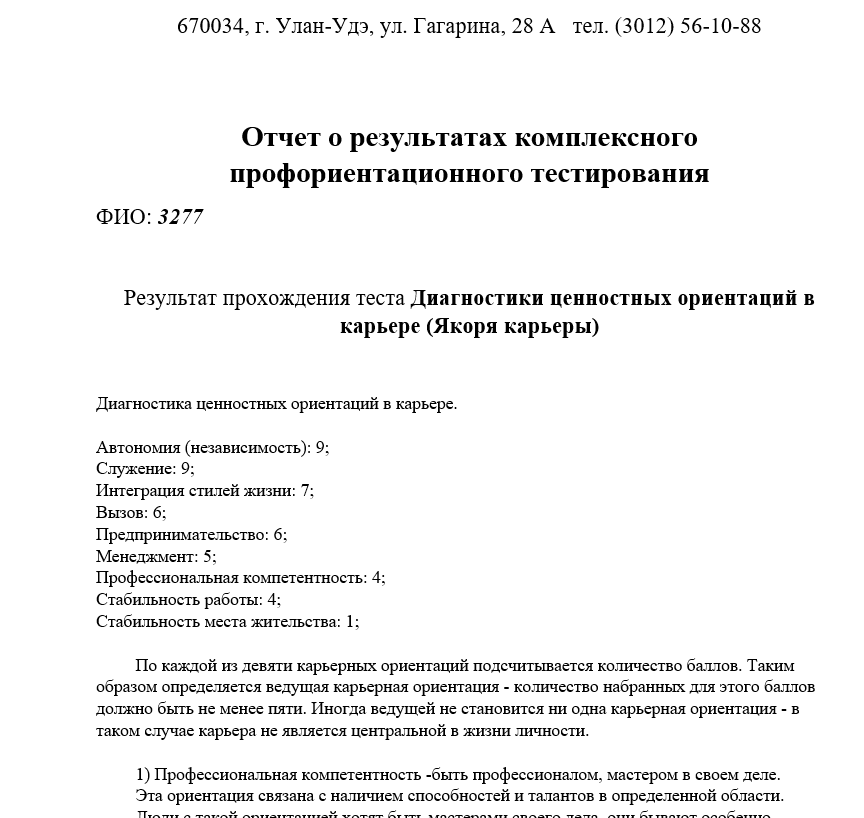 670034, г. Улан-Удэ, ул. Гагарина, 28 А тел. (3012) 56-10-88
Отчет о результатах комплексного
профориентационного тестирования
ФИО: 3277
Результат прохождения теста Диагностики ценностных ориентаций в
карьере (Якоря карьеры)
Диагностика ценностных ориентаций в карьере.
Автономия (независимость): 9;
Служение: 9;
Интеграция стилей жизни: 7;
Вызов: 6;
Предпринимательство: 6;
Менеджмент: 5;
Профессиональная компетентность: 4;
Стабильность работы: 4;
Стабильность места жительства: 1;
По каждой из девяти карьерных ориентаций подсчитывается количество баллов. Таким
образом определяется ведущая карьерная ориентация - количество набранных для этого баллов
должно быть не менее пяти. Иногда ведущей не становится ни одна карьерная ориентация - в
таком случае карьера не является центральной в жизни личности.
1) Профессиональная компетентность -быть профессионалом, мастером в своем деле.
Эта ориентация связана с наличием способностей и талантов в определенной области.
Люди с такой ориентацией хотят быть мастерами своего дела, они бывают особенно